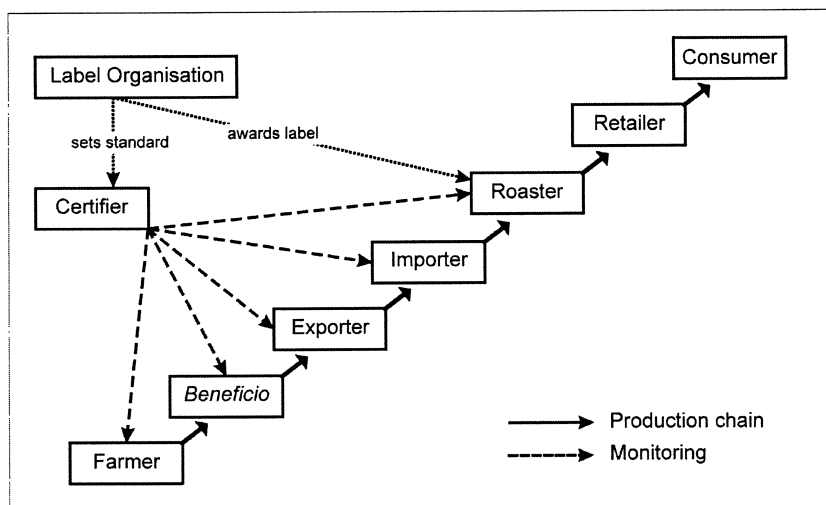 Consumer
Label Organisation
Retailer
sets standard
awards label
Roaster
Certifier
Importer
Exporter
Beneficio
Production chain
Farmer
Monitoring